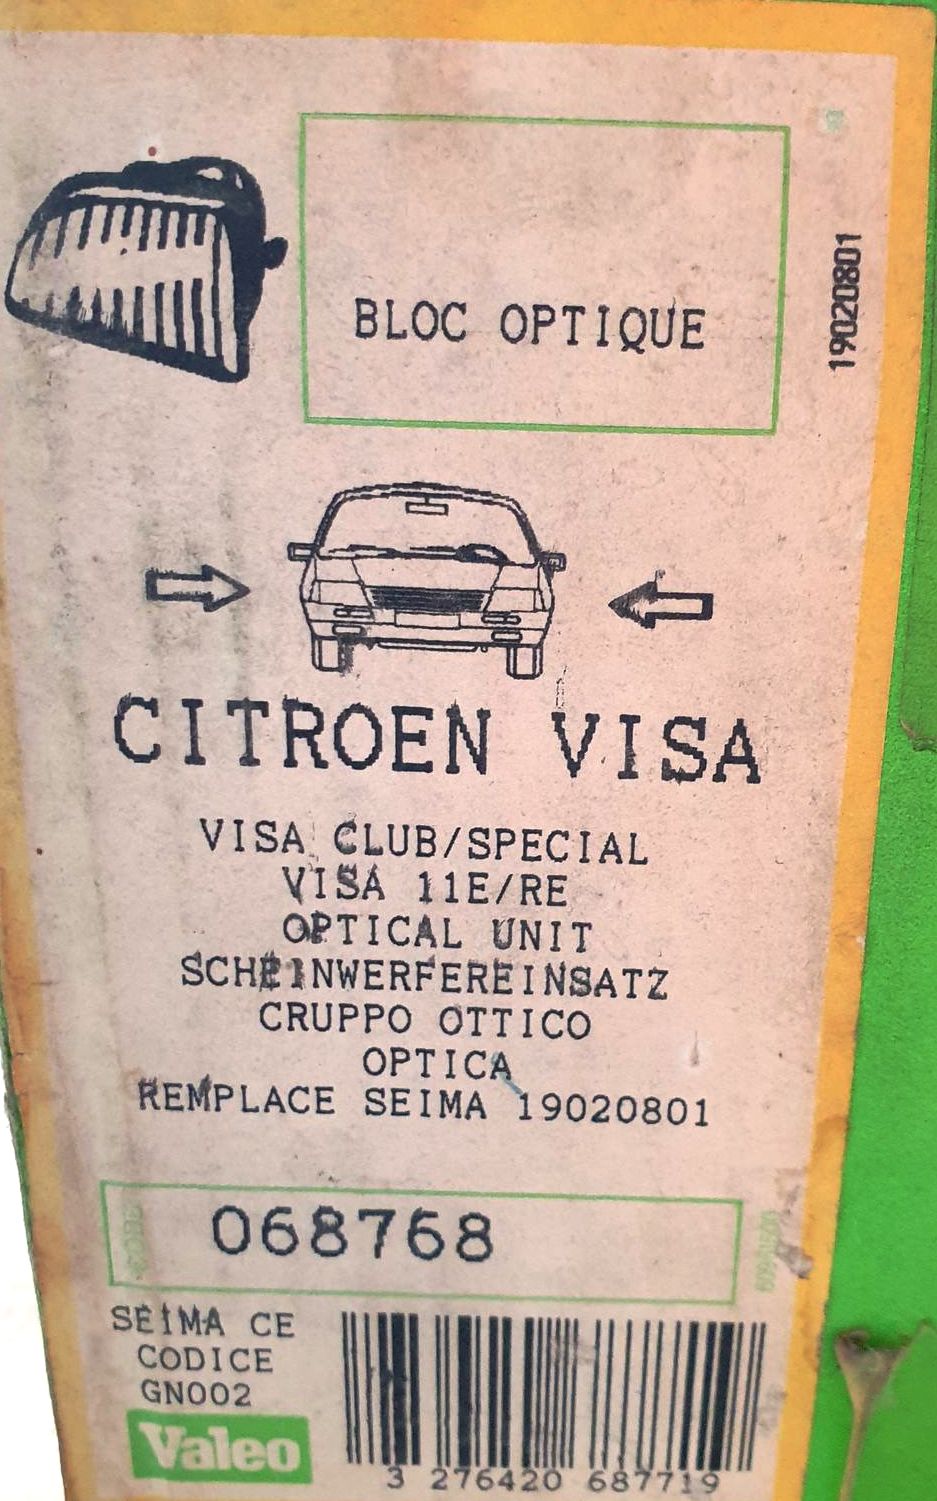 BLOC OPTIQUE
19020801
CITROEN VISA
VISA CLUB/SPECIAL
VISA 11E/RE
OPTICAL UNIT
SCHEINWERFEREINSATZ
CRUPPO OTTICO
OPTICA
REMPLACE SEIMA 19020801
068768
SEIMA CE
CODICE
GN002
Valeo
3 276420 687719